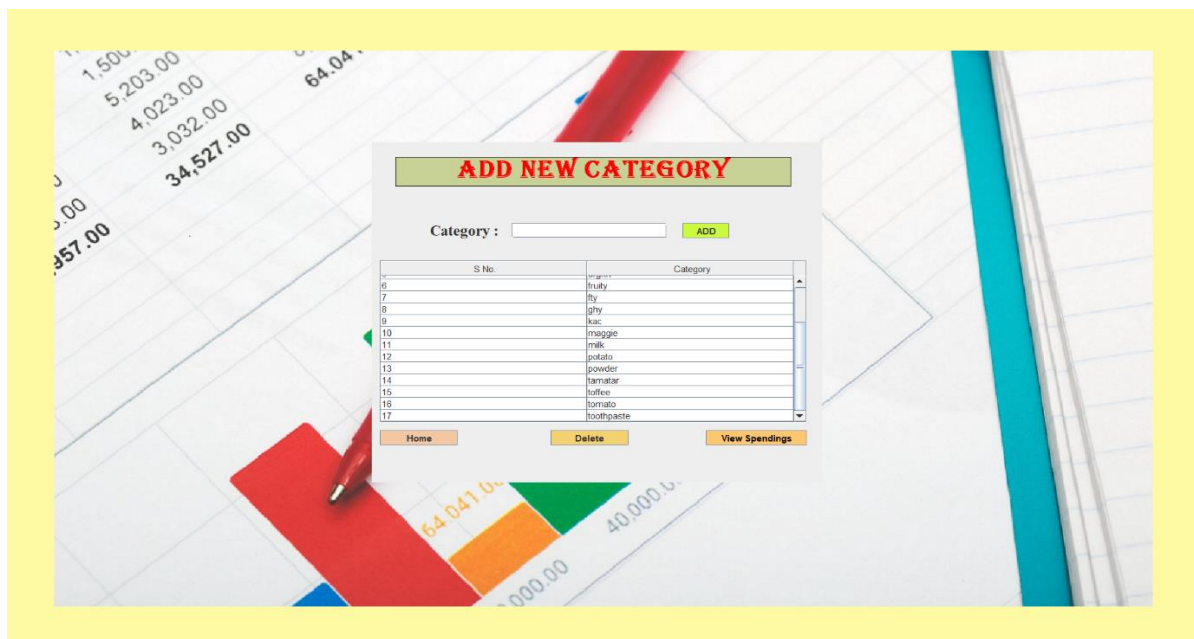 1,500
5,203.00
4,023.00
3,032.00
34,527.00
64.04
.00
957.00
ADD NEW CATEGORY
Category :
ADD
S No. Category
6 fruity
7 fty
8 ghy
9 kac
10 maggie
11 milk
12 potato
13 powder
14 tamatar
15 toffee
16 tomato
17 toothpaste
Home Delete View Spendings
64.041.00
40,000.
000.00